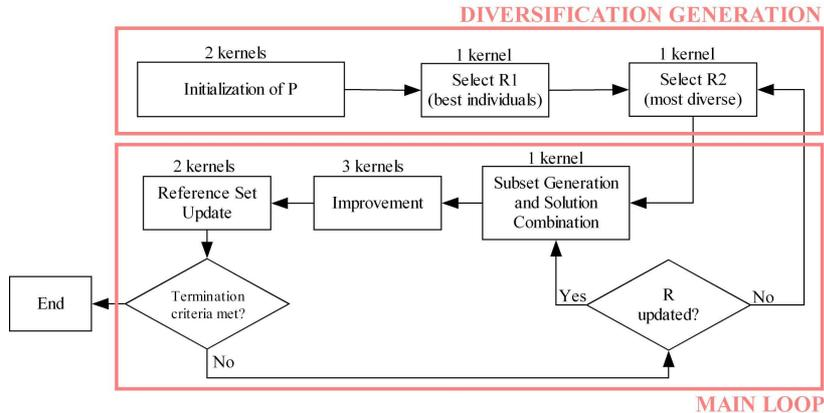 DIVERSIFICATION GENERATION
2 kernels
Initialization of P
1 kernel
Select R1
(best individuals)
1 kernel
Select R2
(most diverse)
2 kernels
Reference Set
Update
3 kernels
Improvement
1 kernel
Subset Generation
and Solution
Combination
End
Termination
criteria met?
No
Yes
R
updated?
No
MAIN LOOP